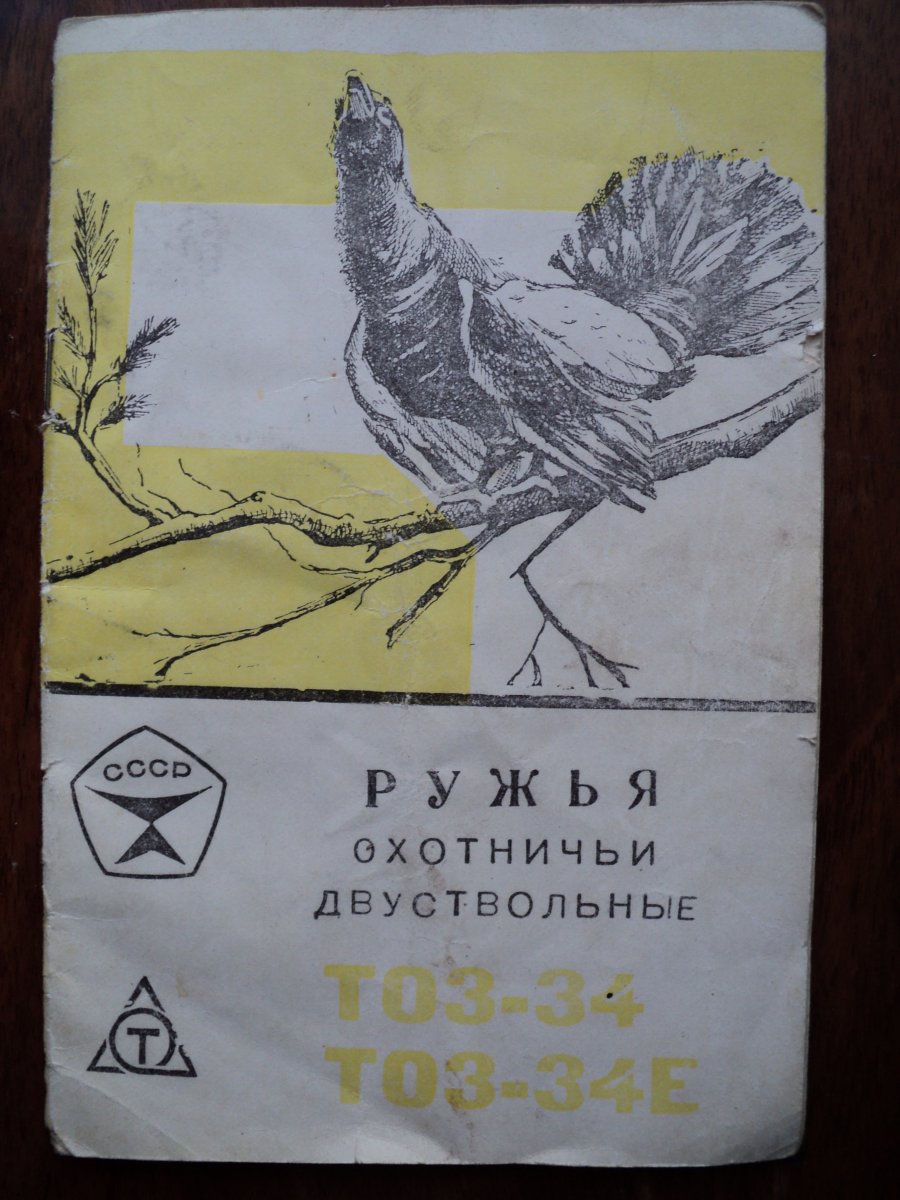 СССР
РУЖЬЯ
ОХОТНИЧЬИ
ДВУСТВОЛЬНЫЕ
ТОЗ-34
Т
ТОЗ-34Е